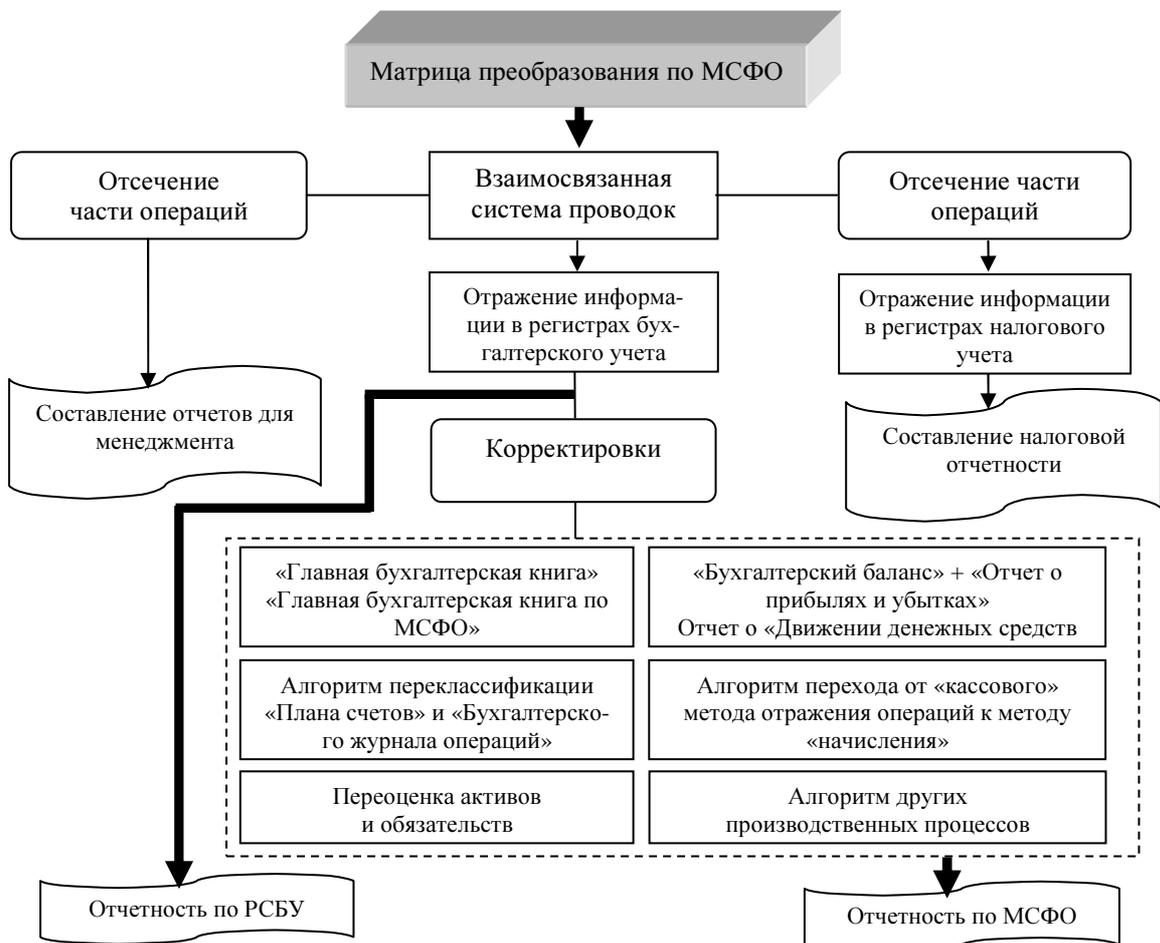 Матрица преобразования по МСФО
Отсечение
части операций
Взаимосвязанная
система проводок
Отсечение части
операций
Отражение информа-
ции в регистрах бух-
галтерского учета
Отражение информации
в регистрах налогового
учета
Составление отчетов для
менеджмента
Корректировки
Составление налоговой
отчетности
«Главная бухгалтерская книга»
«Главная бухгалтерская книга по
МСФО»
«Бухгалтерский баланс» + «Отчет о
прибылях и убытках»
Отчет о «Движении денежных средств
Алгоритм переклассификации
«Плана счетов» и «Бухгалтерско-
го журнала операций»
Алгоритм перехода от «кассового»
метода отражения операций к методу
«начисления»
Переоценка активов
и обязательств
Алгоритм других
производственных процессов
Отчетность по РСБУ
Отчетность по МСФО